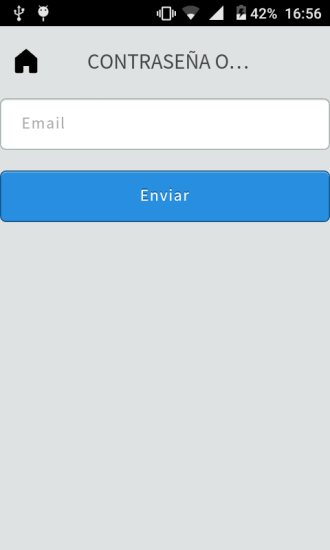 42% 16:56
CONTRASEÑA O...
Email
Enviar